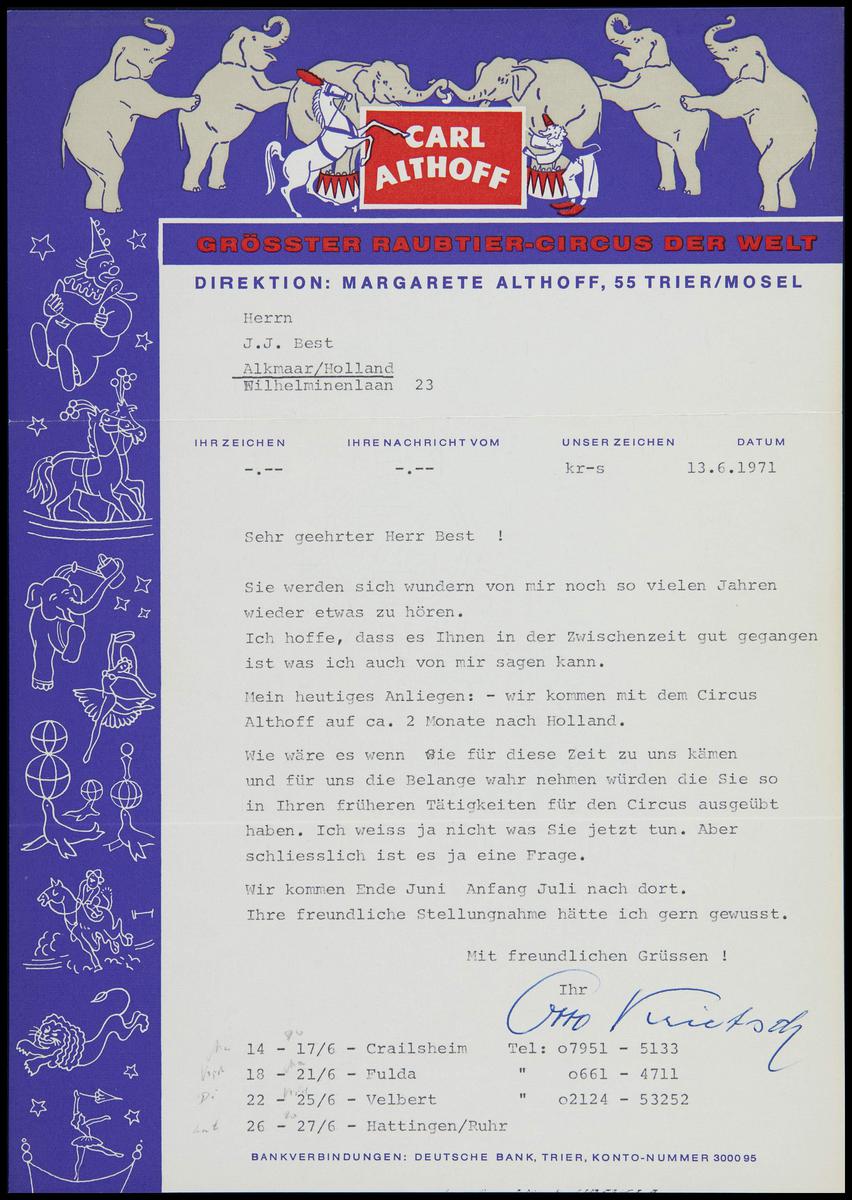 CARL
ALTHOFF
GRÖSSTER RAUBTIER-CIRCUS DER WELT
DIREKTION: MARGARETE ALTHOFF, 55 TRIER/MOSEL
Herrn
J.J. Best
Alkmaar/Holland
Wilhelminenlaan 23
IHR ZEICHEN IHRE NACHRICHT VOM UNSER ZEICHEN DATUM
-.-- -.-- kr-s 13.6.1971
Sehr geehrter Herr Best !
Sie werden sich wundern von mir noch so vielen Jahren
wieder etwas zu hören.
Ich hoffe, dass es Ihnen in der Zwischenzeit gut gegangen
ist was ich auch von mir sagen kann.
Mein heutiges Anliegen: - wir kommen mit dem Circus
Althoff auf ca. 2 Monate nach Holland.
Wie wäre es wenn Sie für diese Zeit zu uns kämen
und für uns die Belange wahr nehmen würden die Sie so
in Ihren früheren Tätigkeiten für den Circus ausgeübt
haben. Ich weiss ja nicht was Sie jetzt tun. Aber
schliesslich ist es ja eine Frage.
Wir kommen Ende Juni Anfang Juli nach dort.
Ihre freundliche Stellungnahme hätte ich gern gewusst.
Mit freundlichen Grüssen !
Ihr
Otto
14 - 17/6 - Crailsheim Tel: o7951 - 5133
18 - 21/6 - Fulda " o661 - 4711
22 - 25/6 - Velbert " o2124 - 53252
26 - 27/6 - Hattingen/Ruhr
BANKVERBINDUNGEN: DEUTSCHE BANK, TRIER, KONTO-NUMMER 300095